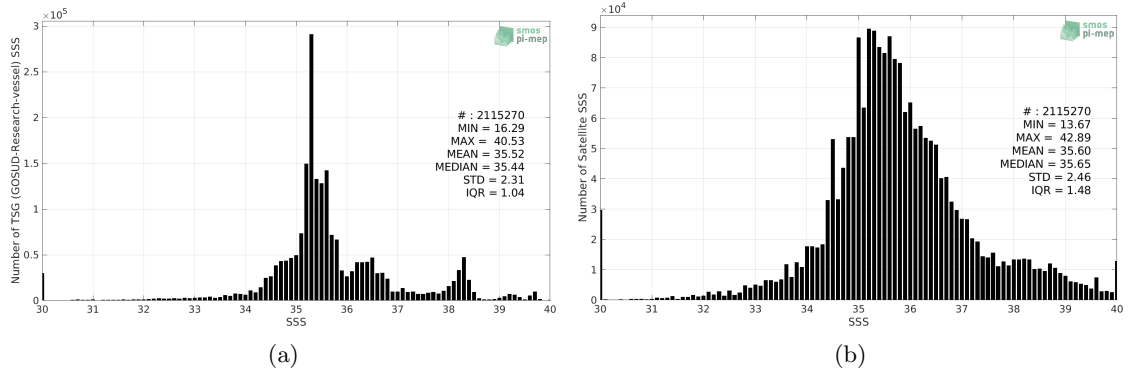 ×10⁵
3
2.5
2
1.5
1
0.5
0
30 31 32 33 34 35 36 37 38 39 40
SSS
Number of TSG (GOSUD-Research-vessel) SSS
smos
pi-mep
# : 2115270
MIN = 16.29
MAX = 40.53
MEAN = 35.52
MEDIAN = 35.44
STD = 2.31
IQR = 1.04
(a)
×10⁴
9
8
7
6
5
4
3
2
1
0
30 31 32 33 34 35 36 37 38 39 40
SSS
Number of Satellite SSS
smos
pi-mep
# : 2115270
MIN = 13.67
MAX = 42.89
MEAN = 35.60
MEDIAN = 35.65
STD = 2.46
IQR = 1.48
(b)